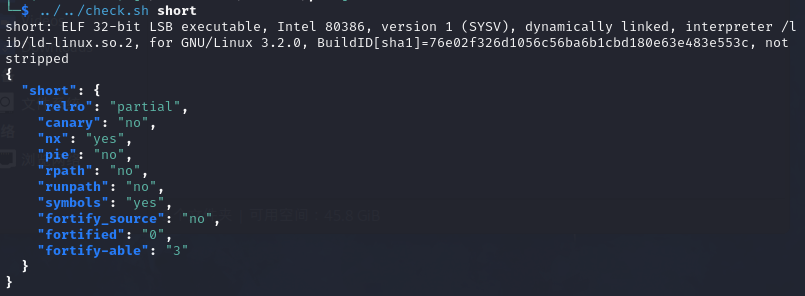 └─$ ../../check.sh short
short: ELF 32-bit LSB executable, Intel 80386, version 1 (SYSV), dynamically linked, interpreter /l
ib/ld-linux.so.2, for GNU/Linux 3.2.0, BuildID[sha1]=76e02f326d1056c56ba6b1cbd180e63e483e553c, not
stripped
{
  "short": {
    "relro": "partial",
    "canary": "no",
    "nx": "yes",
    "pie": "no",
    "rpath": "no",
    "runpath": "no",
    "symbols": "yes",
    "fortify_source": "no",
    "fortified": "0",
    "fortify-able": "3"
  }
}